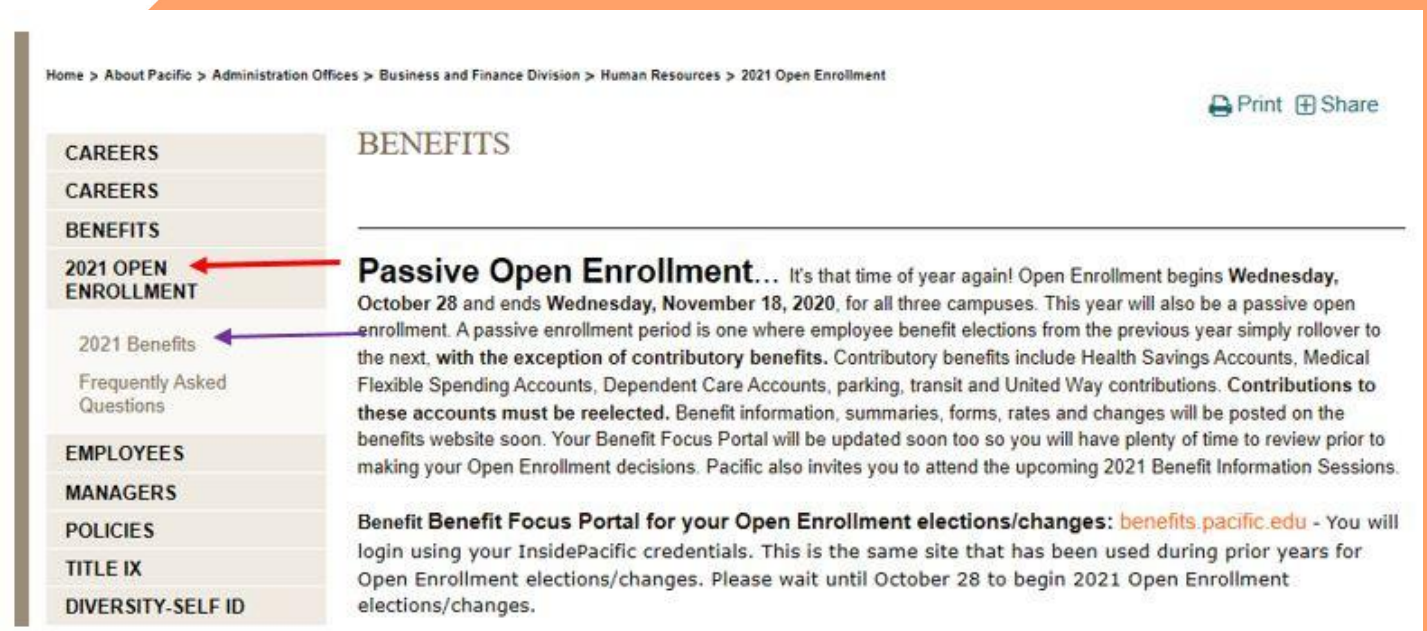 Home > About Pacific > Administration Offices > Business and Finance Division > Human Resources > 2021 Open Enrollment
Print Share
CAREERS
CAREERS
BENEFITS
2021 OPEN
ENROLLMENT
2021 Benefits
Frequently Asked
Questions
EMPLOYEES
MANAGERS
POLICIES
TITLE IX
DIVERSITY-SELF ID
BENEFITS
Passive Open Enrollment... It's that time of year again! Open Enrollment begins Wednesday,
October 28 and ends Wednesday, November 18, 2020, for all three campuses. This year will also be a passive open
enrollment. A passive enrollment period is one where employee benefit elections from the previous year simply rollover to
the next, with the exception of contributory benefits. Contributory benefits include Health Savings Accounts, Medical
Flexible Spending Accounts, Dependent Care Accounts, parking, transit and United Way contributions. Contributions to
these accounts must be reelected. Benefit information, summaries, forms, rates and changes will be posted on the
benefits website soon. Your Benefit Focus Portal will be updated soon too so you will have plenty of time to review prior to
making your Open Enrollment decisions. Pacific also invites you to attend the upcoming 2021 Benefit Information Sessions.
Benefit Benefit Focus Portal for your Open Enrollment elections/changes: benefits.pacific.edu - You will
login using your InsidePacific credentials. This is the same site that has been used during prior years for
Open Enrollment elections/changes. Please wait until October 28 to begin 2021 Open Enrollment
elections/changes.